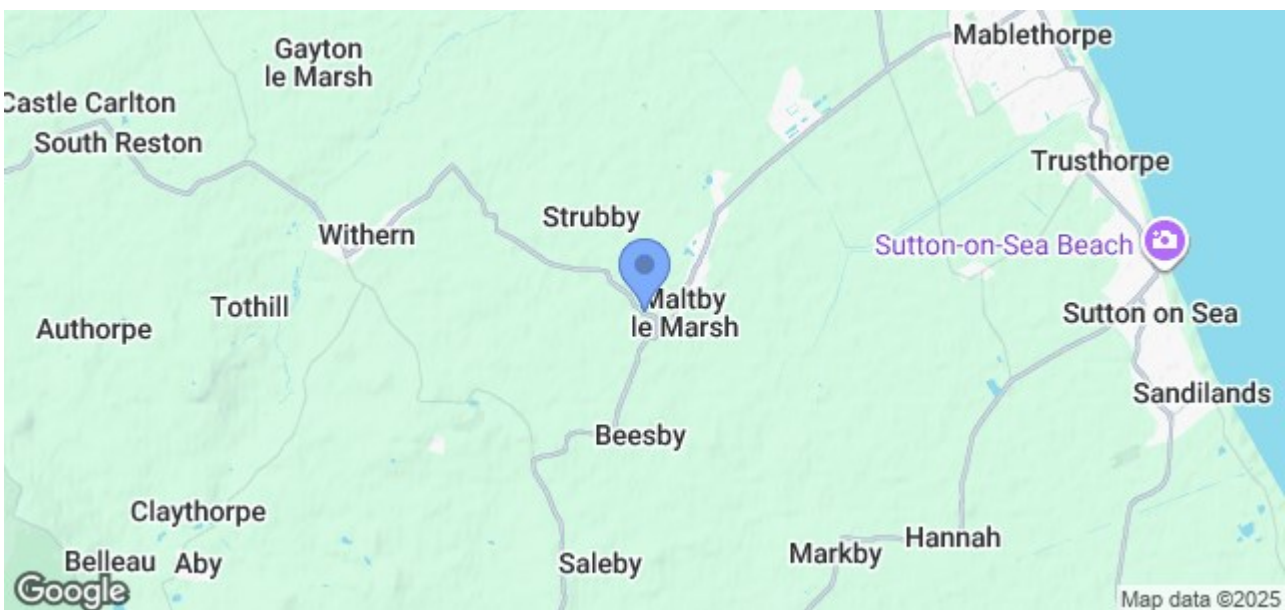 Mablethorpe
Gayton
le Marsh
Castle Carlton
South Reston
Trusthorpe
Strubby
Withern
Sutton-on-Sea Beach
Maltby
le Marsh
Tothill
Authorpe
Sutton on Sea
Sandilands
Beesby
Claythorpe
Hannah
Markby
Belleau
Aby
Saleby
Google
Map data ©2025